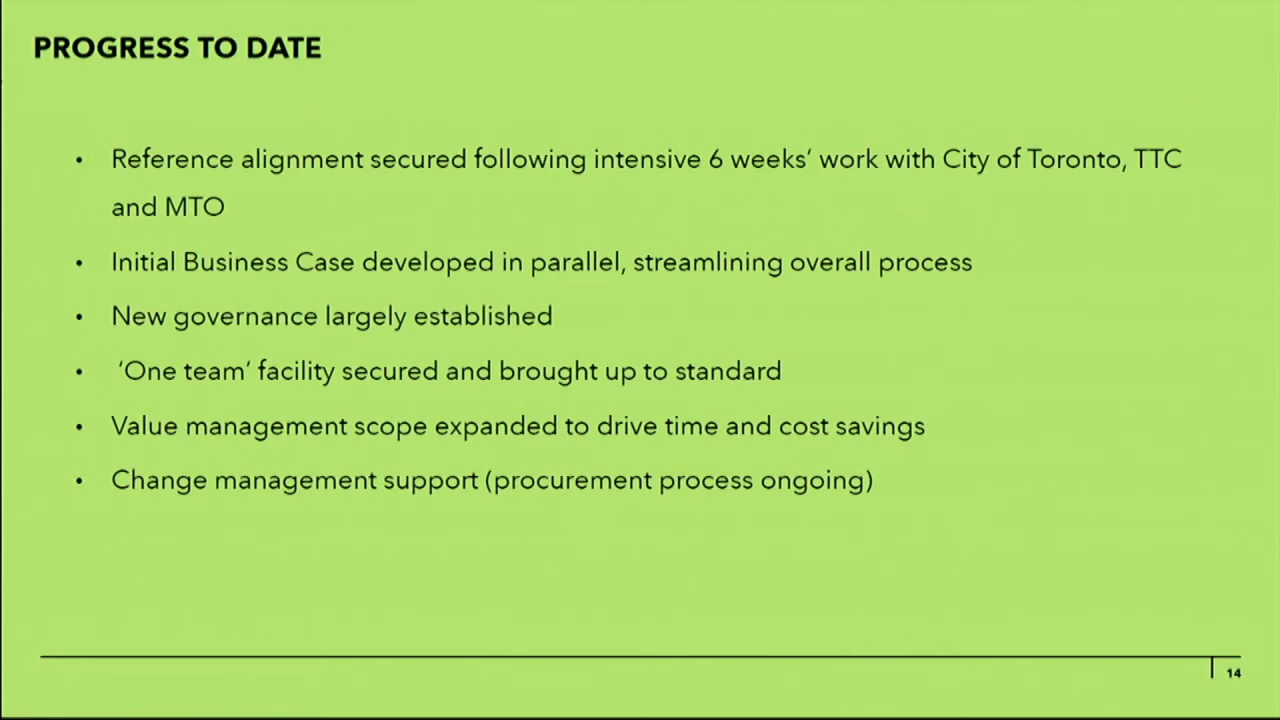 PROGRESS TO DATE
• Reference alignment secured following intensive 6 weeks’ work with City of Toronto, TTC
and MTO
• Initial Business Case developed in parallel, streamlining overall process
• New governance largely established
• ‘One team’ facility secured and brought up to standard
• Value management scope expanded to drive time and cost savings
• Change management support (procurement process ongoing)
14